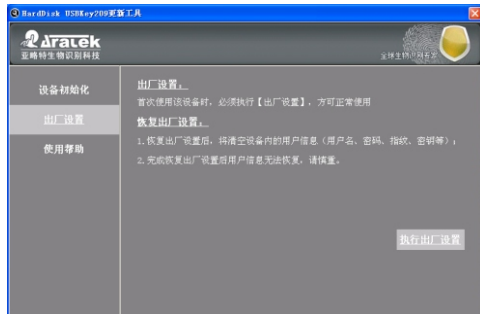 HardDisk USBKey209更新工具
Aratek
亚略特生物识别科技
设备初始化
出厂设置
使用帮助
出厂设置。
首次使用该设备时，必须执行【出厂设置】，方可正常使用
恢复出厂设置。
1.恢复出厂设置后，将清空设备内的用户信息（用户名、密码、指纹、密钥等）；
2.完成恢复出厂设置后用户信息无法恢复，请慎重。
执行出厂设置